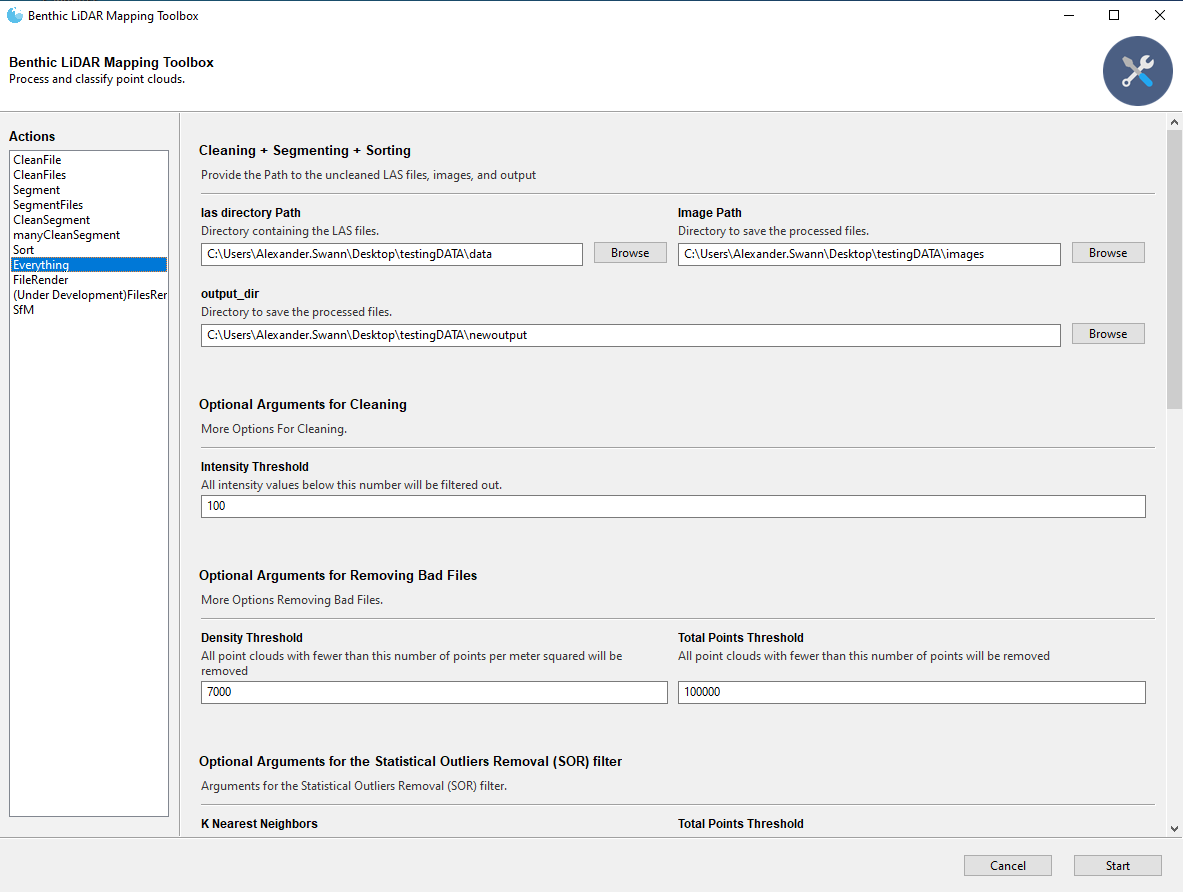 Benthic LiDAR Mapping Toolbox
Benthic LiDAR Mapping Toolbox
Process and classify point clouds.
Actions
CleanFile
CleanFiles
Segment
SegmentFiles
CleanSegment
manyCleanSegment
Sort
Everything
FileRender
(Under Development)FilesRer
SfM
Cleaning + Segmenting + Sorting
Provide the Path to the uncleaned LAS files, images, and output
las directory Path
Directory containing the LAS files.
C:\Users\Alexander.Swann\Desktop\testingDATA\data
Browse
Image Path
Directory to save the processed files.
C:\Users\Alexander.Swann\Desktop\testingDATA\images
Browse
output_dir
Directory to save the processed files.
C:\Users\Alexander.Swann\Desktop\testingDATA\newoutput
Browse
Optional Arguments for Cleaning
More Options For Cleaning.
Intensity Threshold
All intensity values below this number will be filtered out.
100
Optional Arguments for Removing Bad Files
More Options Removing Bad Files.
Density Threshold
All point clouds with fewer than this number of points per meter squared will be
removed
7000
Total Points Threshold
All point clouds with fewer than this number of points will be removed
100000
Optional Arguments for the Statistical Outliers Removal (SOR) filter
Arguments for the Statistical Outliers Removal (SOR) filter.
K Nearest Neighbors
Total Points Threshold
Cancel
Start